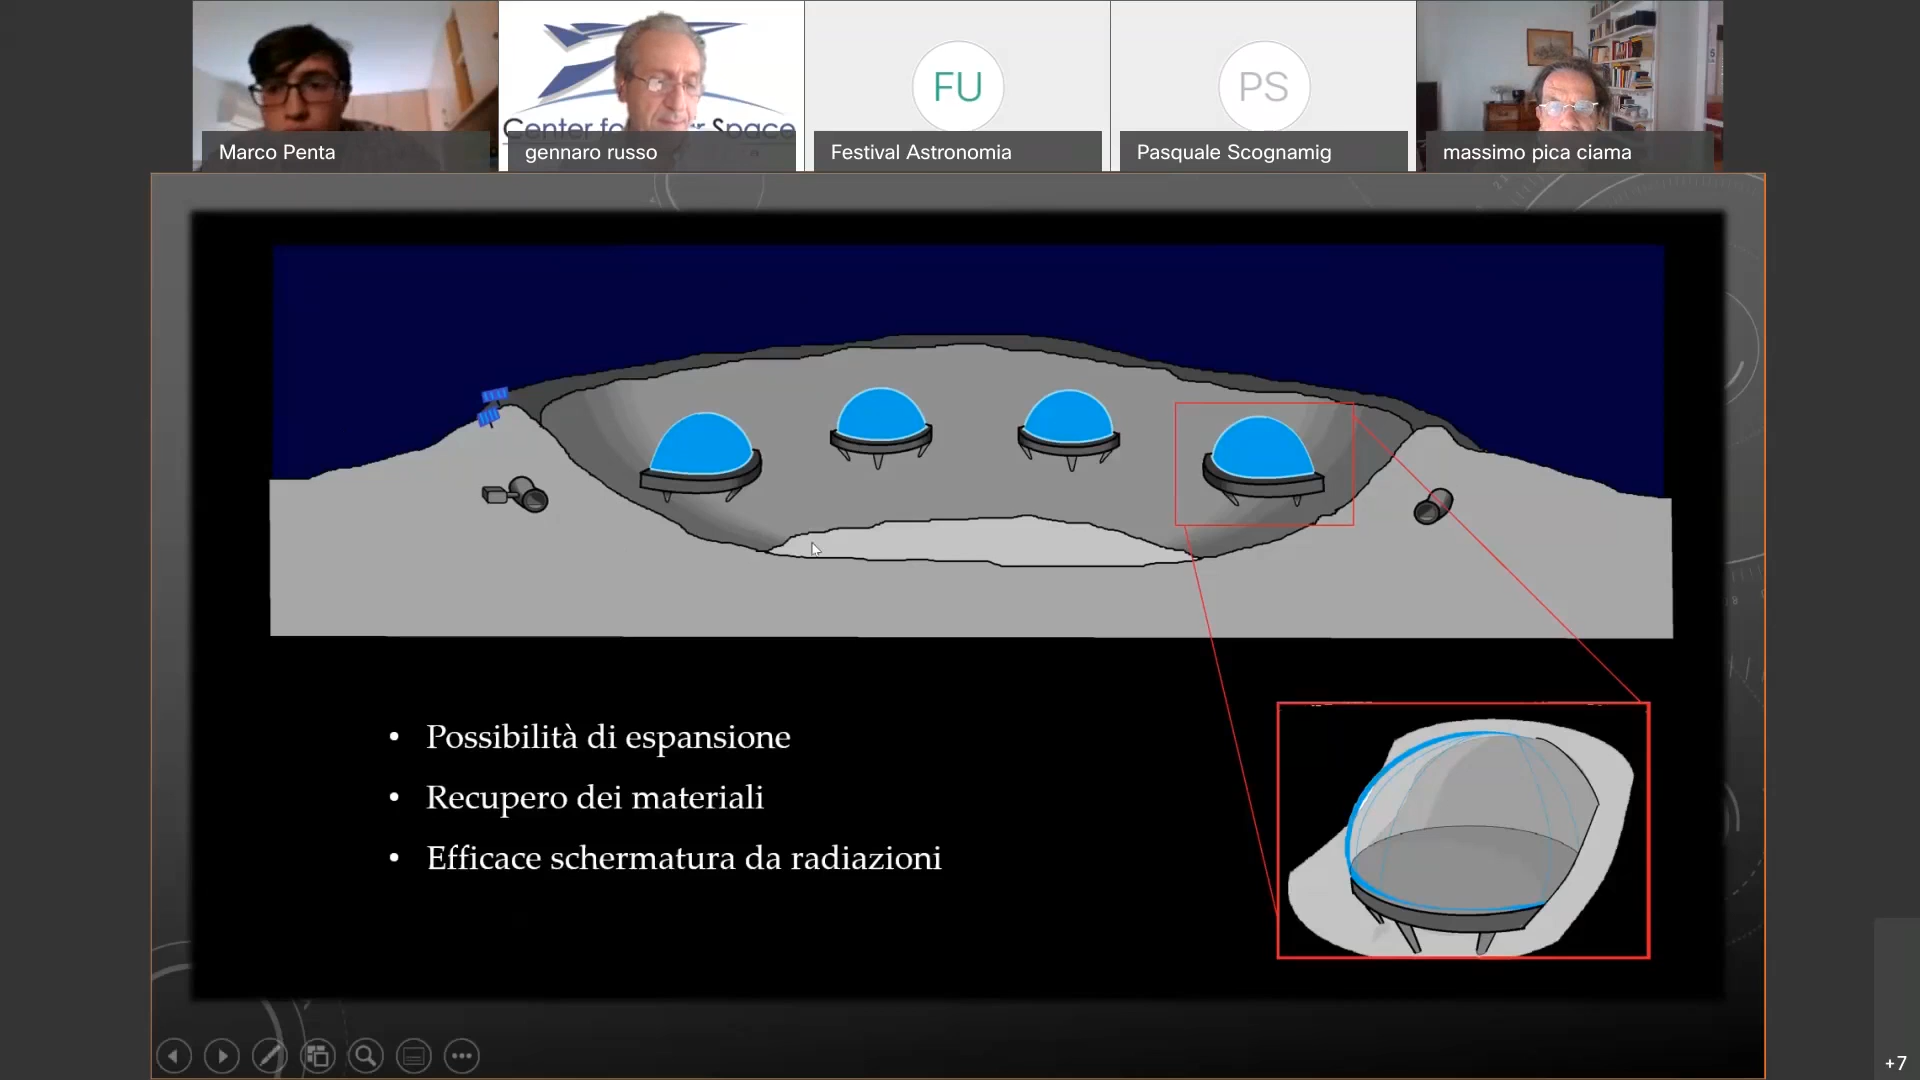 Center for Space
FU
PS
Marco Penta
gennaro russo
Festival Astronomia
Pasquale Scognamig
massimo pica ciama
• Possibilità di espansione
• Recupero dei materiali
• Efficace schermatura da radiazioni
+7